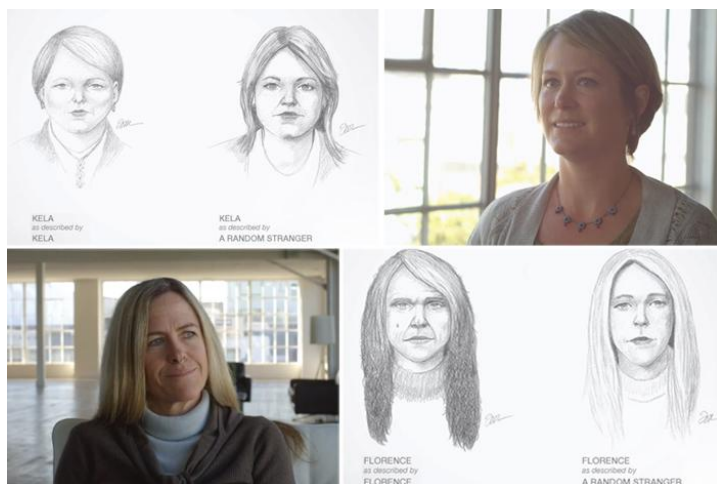 KELA
as described by
KELA
KELA
as described by
A RANDOM STRANGER
FLORENCE
as described by
FLORENCE
FLORENCE
as described by
A RANDOM STRANGER